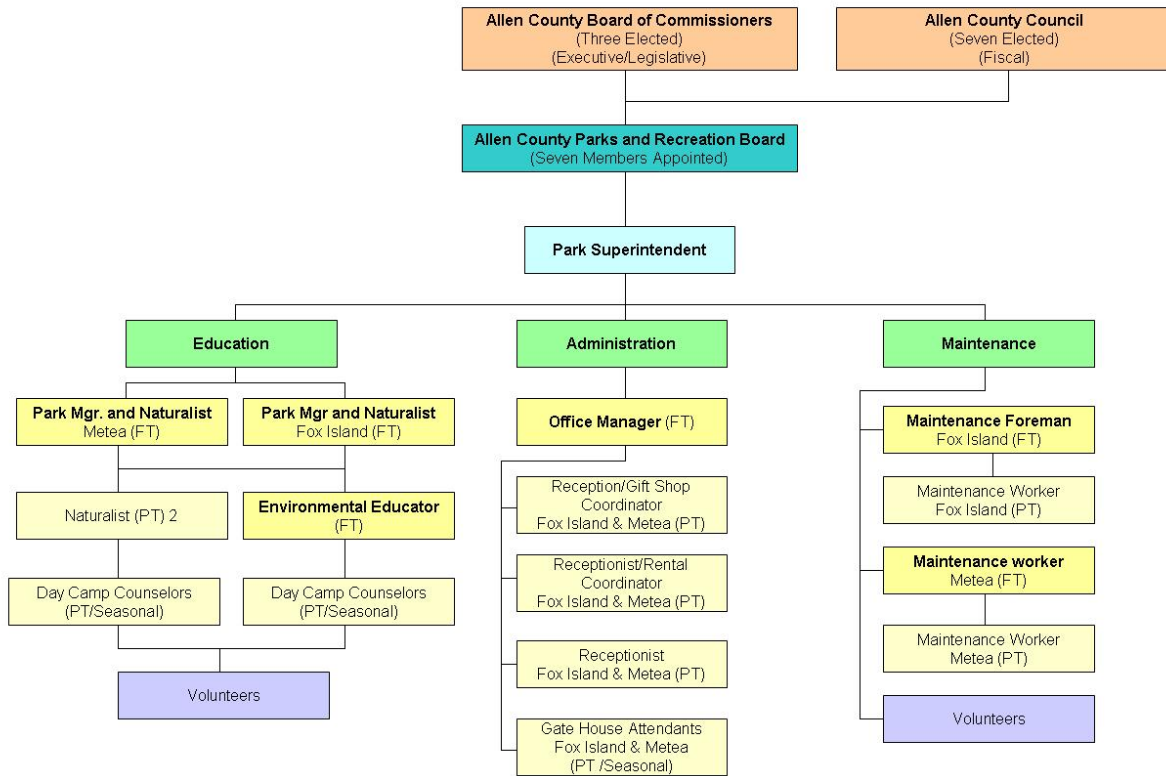 Allen County Board of Commissioners
(Three Elected)
(Executive/Legislative)
Allen County Council
(Seven Elected)
(Fiscal)
Allen County Parks and Recreation Board
(Seven Members Appointed)
Park Superintendent
Education
Administration
Maintenance
Park Mgr. and Naturalist
Metea (FT)
Park Mgr and Naturalist
Fox Island (FT)
Naturalist (PT) 2
Environmental Educator
(FT)
Day Camp Counselors
(PT/Seasonal)
Day Camp Counselors
(PT/Seasonal)
Volunteers
Office Manager (FT)
Reception/Gift Shop
Coordinator
Fox Island & Metea (PT)
Receptionist/Rental
Coordinator
Fox Island & Metea (PT)
Receptionist
Fox Island & Metea (PT)
Gate House Attendants
Fox Island & Metea
(PT /Seasonal)
Maintenance Foreman
Fox Island (FT)
Maintenance Worker
Fox Island (PT)
Maintenance worker
Metea (FT)
Maintenance Worker
Metea (PT)
Volunteers